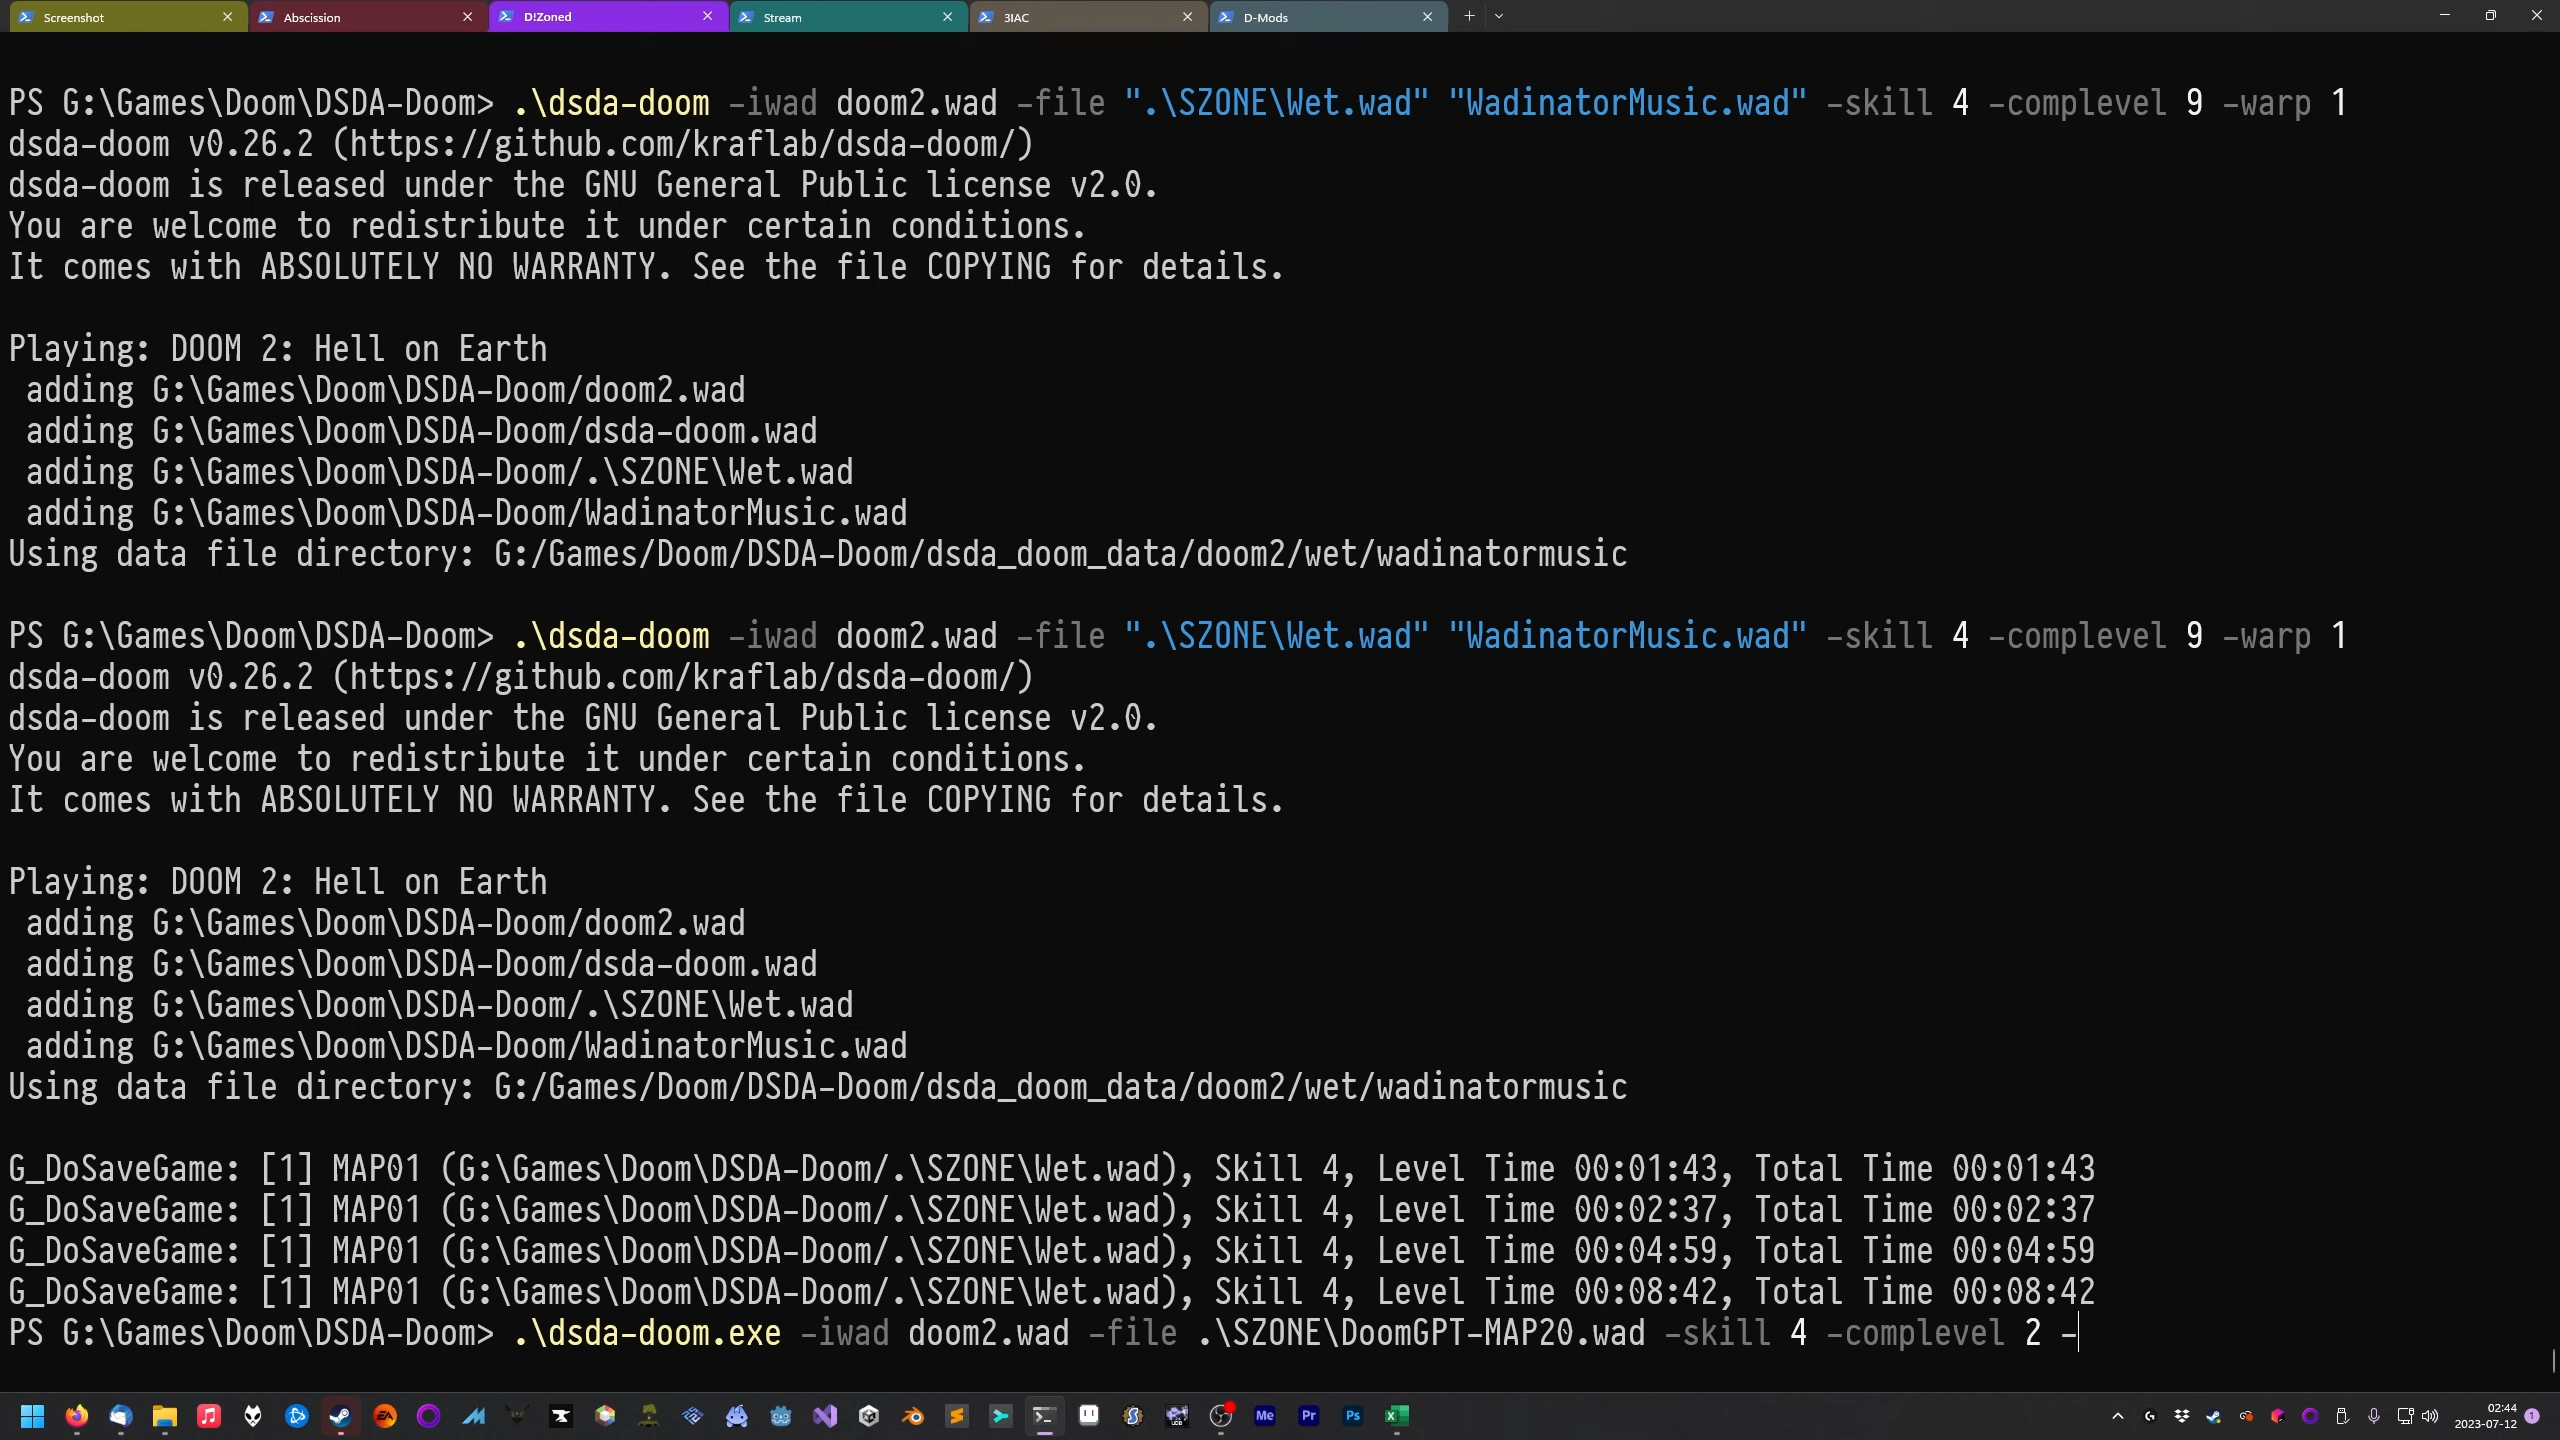 Screenshot
Abscission
D!Zoned
Stream
3IAC
D-Mods
PS G:\Games\Doom\DSDA-Doom> .\dsda-doom -iwad doom2.wad -file ".\SZONE\Wet.wad" "WadinatorMusic.wad" -skill 4 -complevel 9 -warp 1
dsda-doom v0.26.2 (https://github.com/kraflab/dsda-doom/)
dsda-doom is released under the GNU General Public license v2.0.
You are welcome to redistribute it under certain conditions.
It comes with ABSOLUTELY NO WARRANTY. See the file COPYING for details.
Playing: DOOM 2: Hell on Earth
adding G:\Games\Doom\DSDA-Doom/doom2.wad
adding G:\Games\Doom\DSDA-Doom/dsda-doom.wad
adding G:\Games\Doom\DSDA-Doom/.\SZONE\Wet.wad
adding G:\Games\Doom\DSDA-Doom/WadinatorMusic.wad
Using data file directory: G:/Games/Doom/DSDA-Doom/dsda_doom_data/doom2/wet/wadinatormusic
PS G:\Games\Doom\DSDA-Doom> .\dsda-doom -iwad doom2.wad -file ".\SZONE\Wet.wad" "WadinatorMusic.wad" -skill 4 -complevel 9 -warp 1
dsda-doom v0.26.2 (https://github.com/kraflab/dsda-doom/)
dsda-doom is released under the GNU General Public license v2.0.
You are welcome to redistribute it under certain conditions.
It comes with ABSOLUTELY NO WARRANTY. See the file COPYING for details.
Playing: DOOM 2: Hell on Earth
adding G:\Games\Doom\DSDA-Doom/doom2.wad
adding G:\Games\Doom\DSDA-Doom/dsda-doom.wad
adding G:\Games\Doom\DSDA-Doom/.\SZONE\Wet.wad
adding G:\Games\Doom\DSDA-Doom/WadinatorMusic.wad
Using data file directory: G:/Games/Doom/DSDA-Doom/dsda_doom_data/doom2/wet/wadinatormusic
G_DoSaveGame: [1] MAP01 (G:\Games\Doom\DSDA-Doom/.\SZONE\Wet.wad), Skill 4, Level Time 00:01:43, Total Time 00:01:43
G_DoSaveGame: [1] MAP01 (G:\Games\Doom\DSDA-Doom/.\SZONE\Wet.wad), Skill 4, Level Time 00:02:37, Total Time 00:02:37
G_DoSaveGame: [1] MAP01 (G:\Games\Doom\DSDA-Doom/.\SZONE\Wet.wad), Skill 4, Level Time 00:04:59, Total Time 00:04:59
G_DoSaveGame: [1] MAP01 (G:\Games\Doom\DSDA-Doom/.\SZONE\Wet.wad), Skill 4, Level Time 00:08:42, Total Time 00:08:42
PS G:\Games\Doom\DSDA-Doom> .\dsda-doom.exe -iwad doom2.wad -file .\SZONE\DoomGPT-MAP20.wad -skill 4 -complevel 2 -
EA
Me
Pr
Ps
02:44
2023-07-12
1